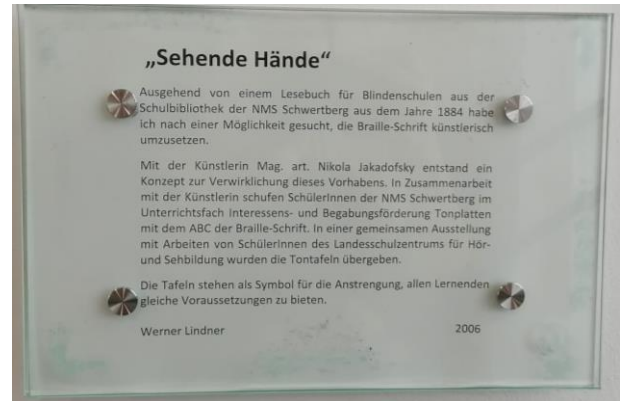 „Sehende Hände“
Ausgehend von einem Lesebuch für Blindenschulen aus der
Schulbibliothek der NMS Schwertberg aus dem Jahre 1884 habe
ich nach einer Möglichkeit gesucht, die Braille-Schrift künstlerisch
umzusetzen.
Mit der Künstlerin Mag. art. Nikola Jakadofsky entstand ein
Konzept zur Verwirklichung dieses Vorhabens. In Zusammenarbeit
mit der Künstlerin schufen SchülerInnen der NMS Schwertberg im
Unterrichtsfach Interessens- und Begabungsförderung Tonplatten
mit dem ABC der Braille-Schrift. In einer gemeinsamen Ausstellung
mit Arbeiten von SchülerInnen des Landesschulzentrums für Hör-
und Sehbildung wurden die Tontafeln übergeben.
Die Tafeln stehen als Symbol für die Anstrengung, allen Lernenden
gleiche Voraussetzungen zu bieten.
Werner Lindner 2006